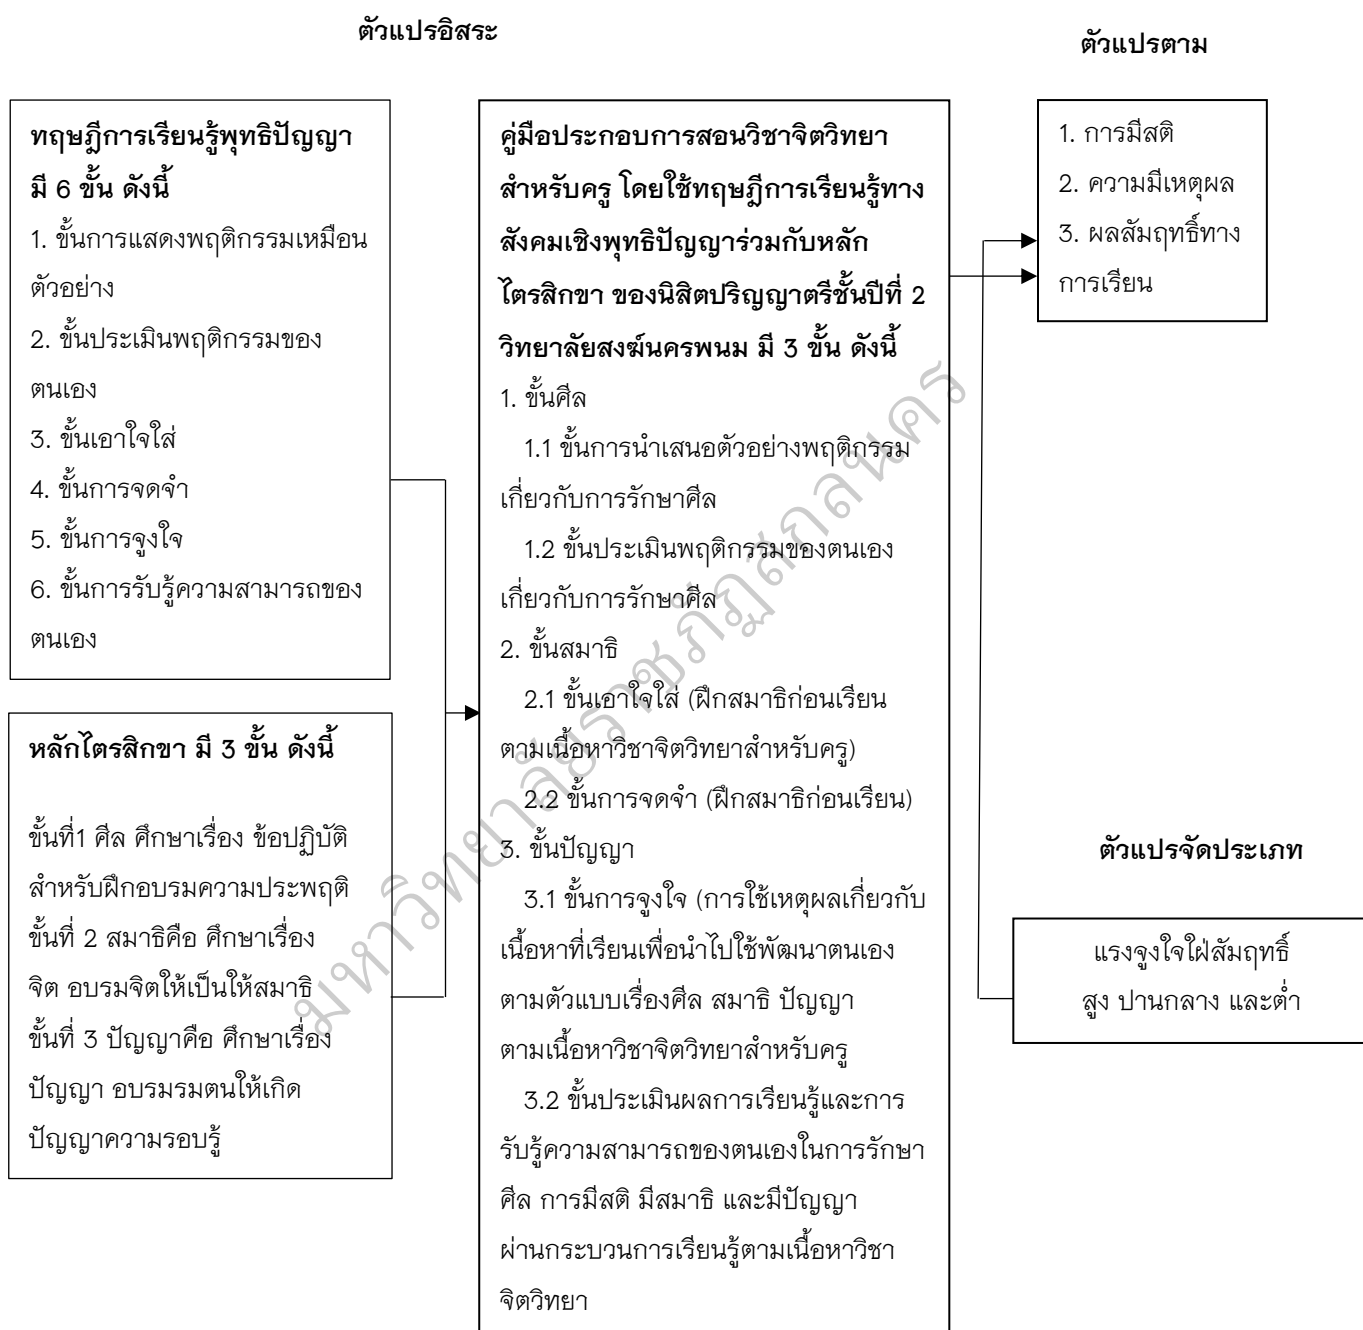 ตัวแปรอิสระ
ตัวแปรตาม
ทฤษฎีการเรียนรู้พุทธิปัญญา
มี 6 ขั้น ดังนี้
1. ขั้นการแสดงพฤติกรรมเหมือน
ตัวอย่าง
2. ขั้นประเมินพฤติกรรมของ
ตนเอง
3. ขั้นเอาใจใส่
4. ขั้นการจดจำ
5. ขั้นการจูงใจ
6. ขั้นการรับรู้ความสามารถของ
ตนเอง
หลักไตรสิกขา มี 3 ขั้น ดังนี้
ขั้นที่1 ศีล ศึกษาเรื่อง ข้อปฏิบัติ
สำหรับฝึกอบรมความประพฤติ
ขั้นที่ 2 สมาธิคือ ศึกษาเรื่อง
จิต อบรมจิตให้เป็นให้สมาธิ
ขั้นที่ 3 ปัญญาคือ ศึกษาเรื่อง
ปัญญา อบรมรมตนให้เกิด
ปัญญาความรอบรู้
คู่มือประกอบการสอนวิชาจิตวิทยา
สำหรับครู โดยใช้ทฤษฎีการเรียนรู้ทาง
สังคมเชิงพุทธิปัญญาร่วมกับหลัก
ไตรสิกขา ของนิสิตปริญญาตรีชั้นปีที่ 2
วิทยาลัยสงฆ์นครพนม มี 3 ขั้น ดังนี้
1. ขั้นศีล
1.1 ขั้นการนำเสนอตัวอย่างพฤติกรรม
เกี่ยวกับการรักษาศีล
1.2 ขั้นประเมินพฤติกรรมของตนเอง
เกี่ยวกับการรักษาศีล
2. ขั้นสมาธิ
2.1 ขั้นเอาใจใส่ (ฝึกสมาธิก่อนเรียน
ตามเนื้อหาวิชาจิตวิทยาสำหรับครู)
2.2 ขั้นการจดจำ (ฝึกสมาธิก่อนเรียน)
3. ขั้นปัญญา
3.1 ขั้นการจูงใจ (การใช้เหตุผลเกี่ยวกับ
เนื้อหาที่เรียนเพื่อนำไปใช้พัฒนาตนเอง
ตามตัวแบบเรื่องศีล สมาธิ ปัญญา
ตามเนื้อหาวิชาจิตวิทยาสำหรับครู
3.2 ขั้นประเมินผลการเรียนรู้และการ
รับรู้ความสามารถของตนเองในการรักษา
ศีล การมีสติ มีสมาธิ และมีปัญญา
ผ่านกระบวนการเรียนรู้ตามเนื้อหาวิชา
จิตวิทยา
1. การมีสติ
2. ความมีเหตุผล
3. ผลสัมฤทธิ์ทาง
การเรียน
ตัวแปรจัดประเภท
แรงจูงใจใฝ่สัมฤทธิ์
สูง ปานกลาง และต่ำ
มหาวิทยาลัยราชภัฏสกลนคร